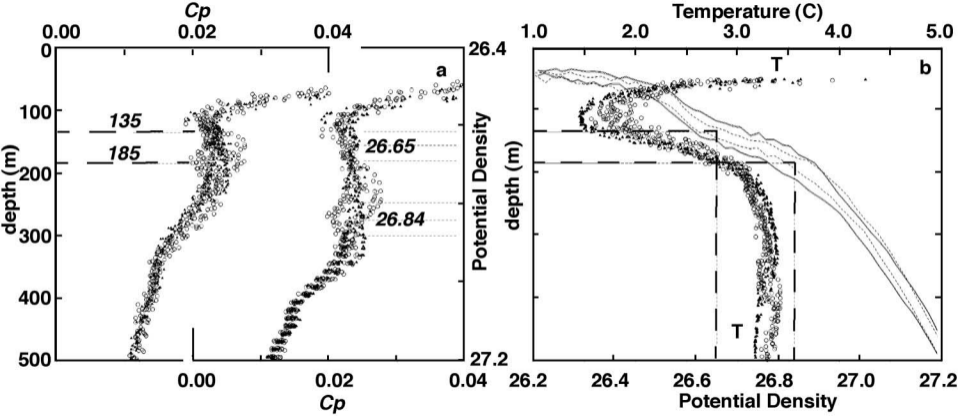 Cp
0.00 0.02 0.04
0 26.4
a
100
135
26.65
185
200
26.84
300
400
500 27.2
depth (m)
Potential Density
0.00 0.02 0.04
Cp
Temperature (C)
1.0 2.0 3.0 4.0 5.0
T
b
depth (m)
T
26.2 26.4 26.6 26.8 27.0 27.2
Potential Density